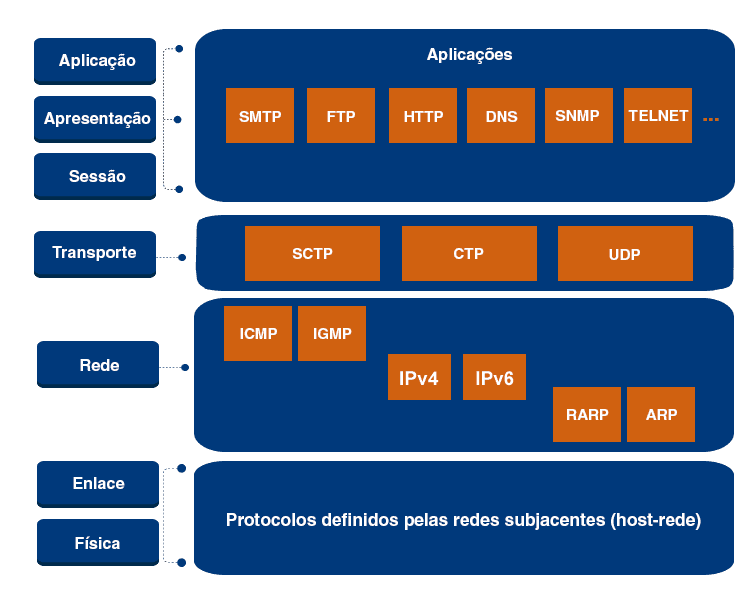 Aplicação
Apresentação
Sessão
Aplicações
SMTP FTP HTTP DNS SNMP TELNET ...
Transporte
SCTP CTP UDP
Rede
ICMP IGMP
IPv4 IPv6
RARP ARP
Enlace
Física
Protocolos definidos pelas redes subjacentes (host-rede)